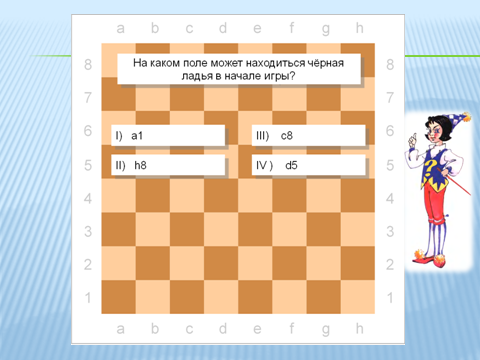 a b c d e f g h
8 8
На каком поле может находиться чёрная
ладья в начале игры?
7 7
6 6
I) a1 III) c8
5 5
II) h8 IV ) d5
4 4
3 3
2 2
1 1
a b c d e f g h